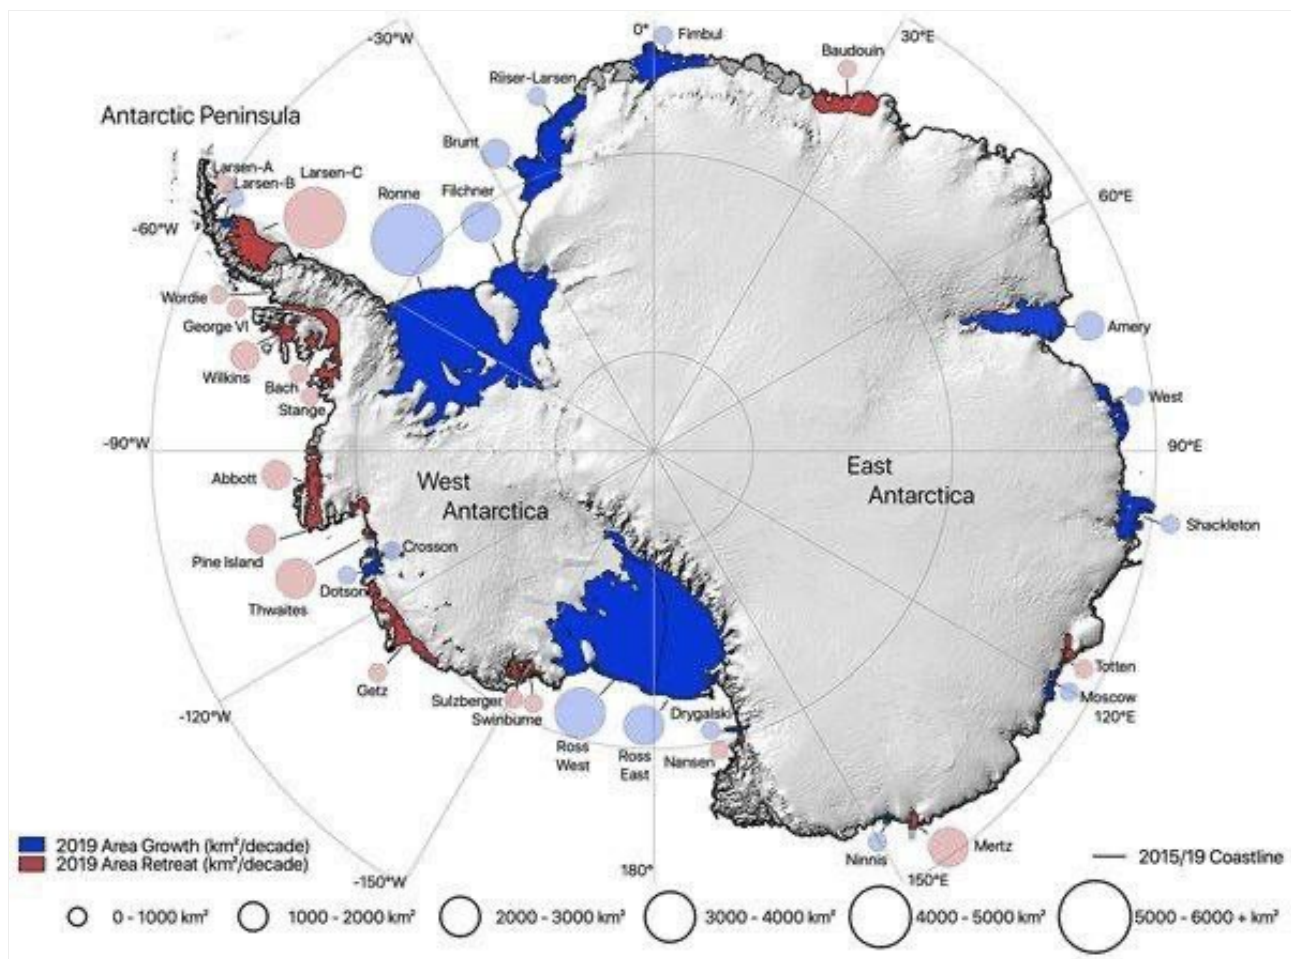 0°
Fimbul
-30°W
30°E
Baudouin
Riiser-Larsen
Antarctic Peninsula
Brunt
Larsen-A
Larsen-B
Larsen-C
Ronne
Filchner
60°E
-60°W
Wordie
George VI
Amery
Wilkins
Bach
Stange
West
-90°W
90°E
Abbott
West
Antarctica
East
Antarctica
Shackleton
Pine Island
Crosson
Thwaites
Dotson
Getz
Totten
Moscow
120°E
-120°W
Sulzberger
Swinburne
Ross
West
Ross
East
Drygalski
Nansen
2019 Area Growth (km²/decade)
2019 Area Retreat (km²/decade)
Ninnis
Mertz
2015/19 Coastline
-150°W
180°
150°E
0 - 1000 km²
1000 - 2000 km²
2000 - 3000 km²
3000 - 4000 km²
4000 - 5000 km²
5000 - 6000 + km²